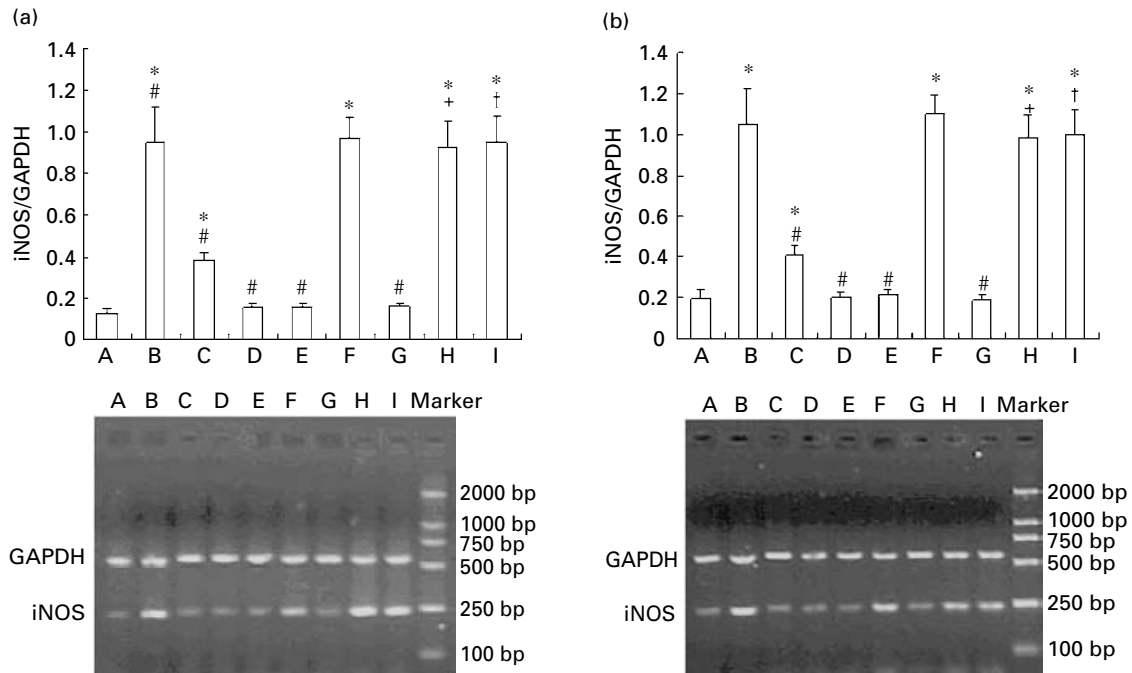 (a)
iNOS/GAPDH
1.4
1.2
1.0
0.8
0.6
0.4
0.2
0
* * * *
# + †
*
#
# # #
A B C D E F G H I
A B C D E F G H I Marker
2000 bp
1000 bp
750 bp
500 bp
250 bp
100 bp
GAPDH
iNOS
(b)
iNOS/GAPDH
1.4
1.2
1.0
0.8
0.6
0.4
0.2
0
* * * *
+ †
*
#
# # #
A B C D E F G H I
A B C D E F G H I Marker
2000 bp
1000 bp
750 bp
500 bp
250 bp
100 bp
GAPDH
iNOS